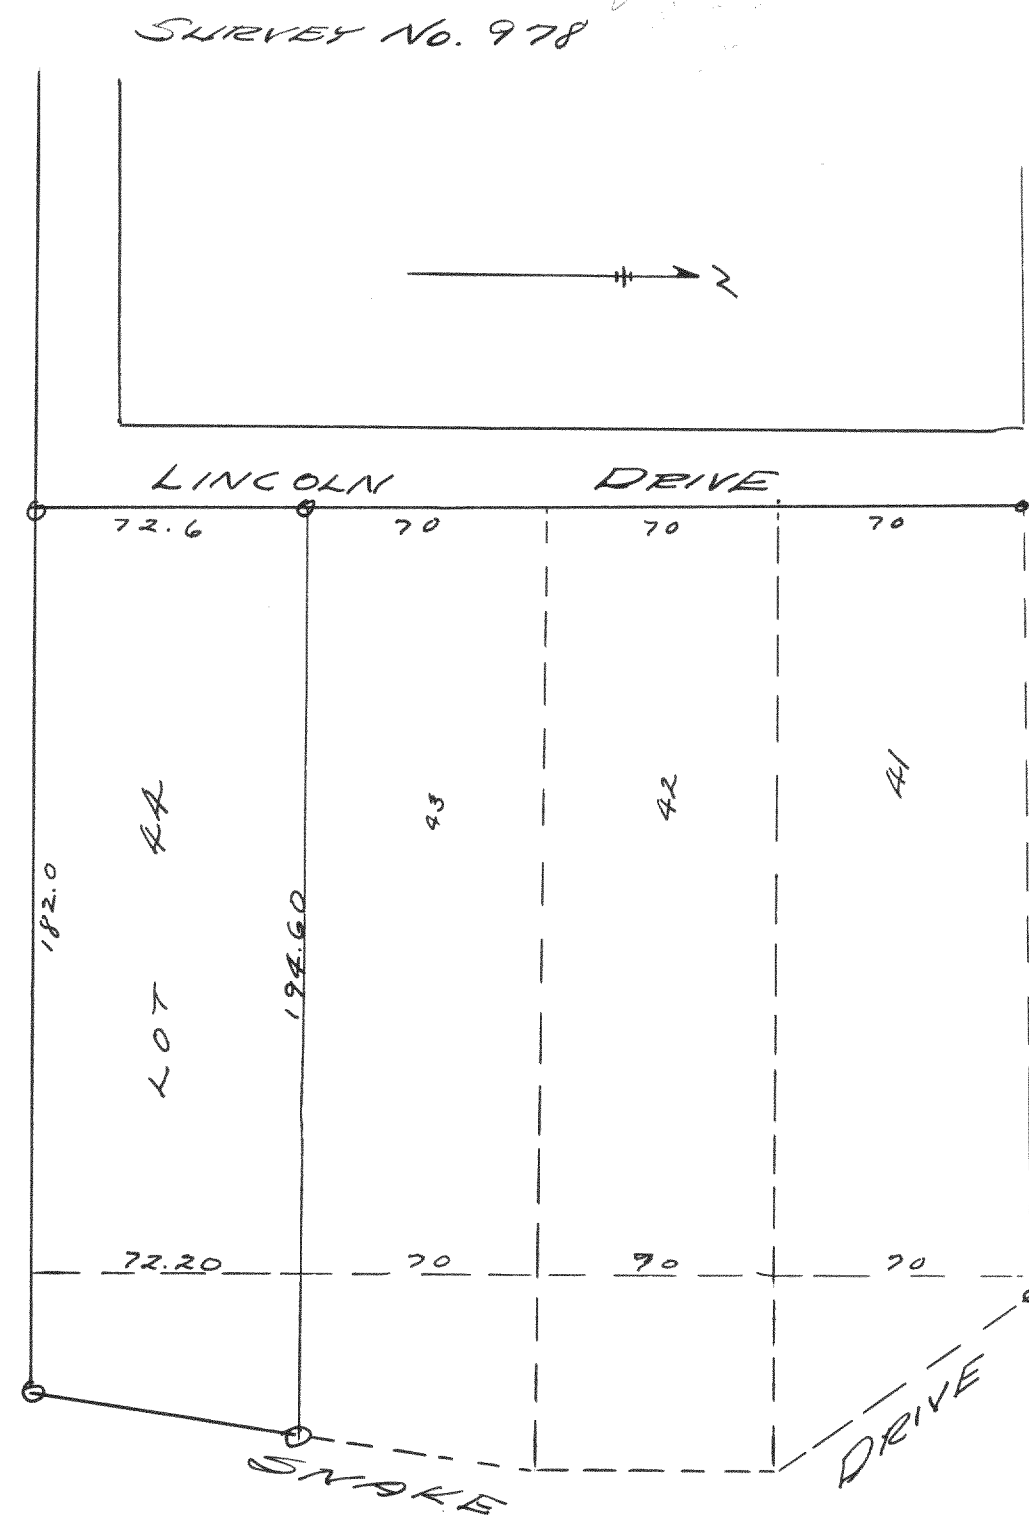 SURVEY No. 978
N
LINCOLN DRIVE
72.6 70 70 70
LOT 44
43
42
41
182.0
194.60
72.20 70 70 70
SNAKE DRIVE